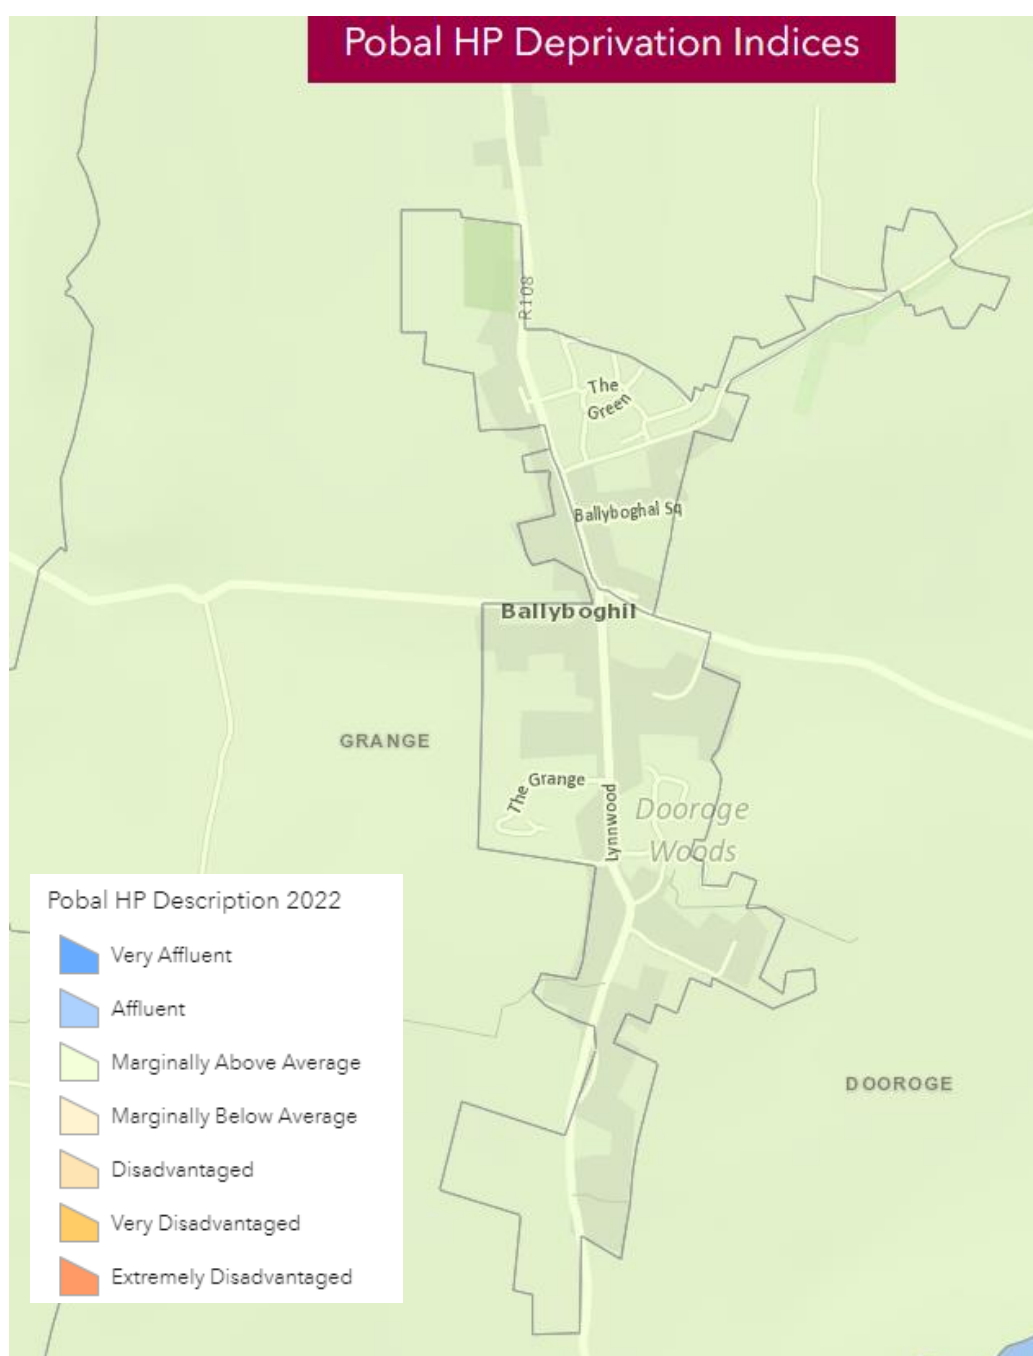 Pobal HP Deprivation Indices
R108
The
Green
Ballyboghal Sq
Ballyboghil
GRANGE
The Grange
Lynnwood
Dooroge
Woods
DOOROGE
Pobal HP Description 2022
Very Affluent
Affluent
Marginally Above Average
Marginally Below Average
Disadvantaged
Very Disadvantaged
Extremely Disadvantaged